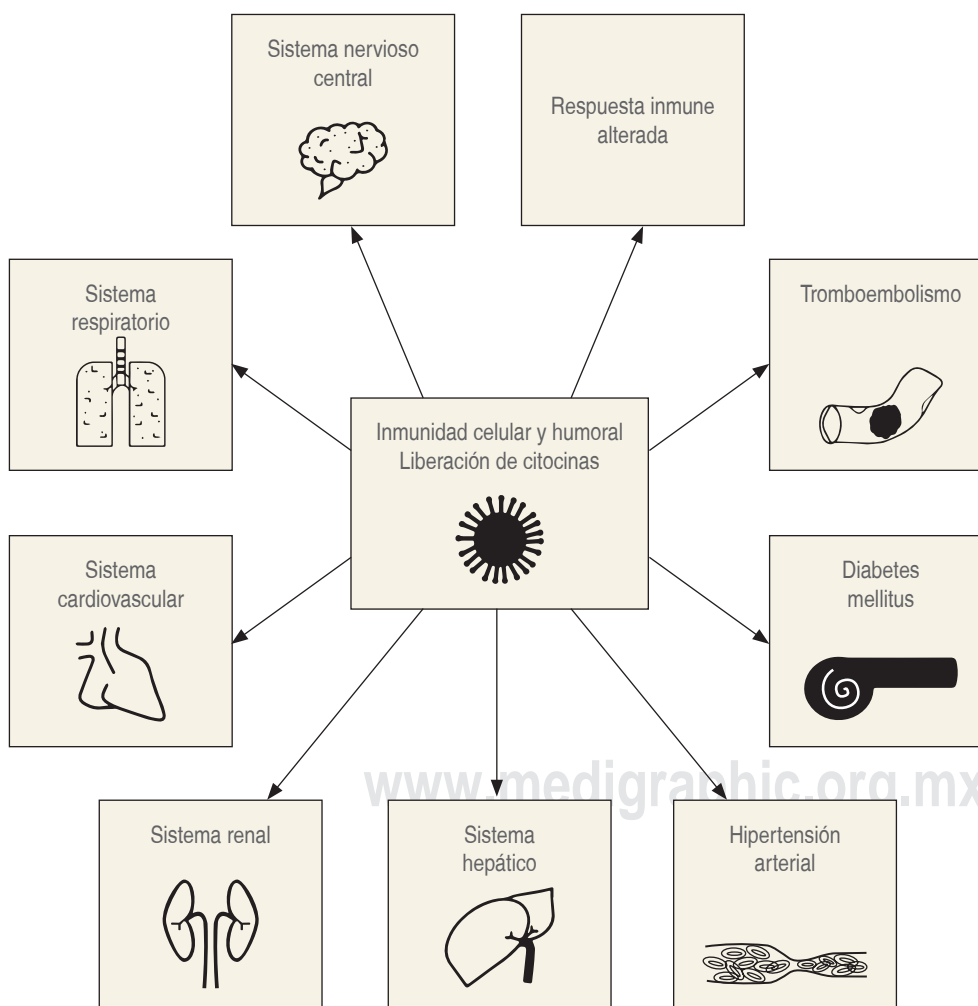 Sistema nervioso
central
Respuesta inmune
alterada
Sistema
respiratorio
Tromboembolismo
Inmunidad celular y humoral
Liberación de citocinas
Sistema
cardiovascular
Diabetes
mellitus
www.medigraphic.org.mx
Sistema renal
Sistema
hepático
Hipertensión
arterial